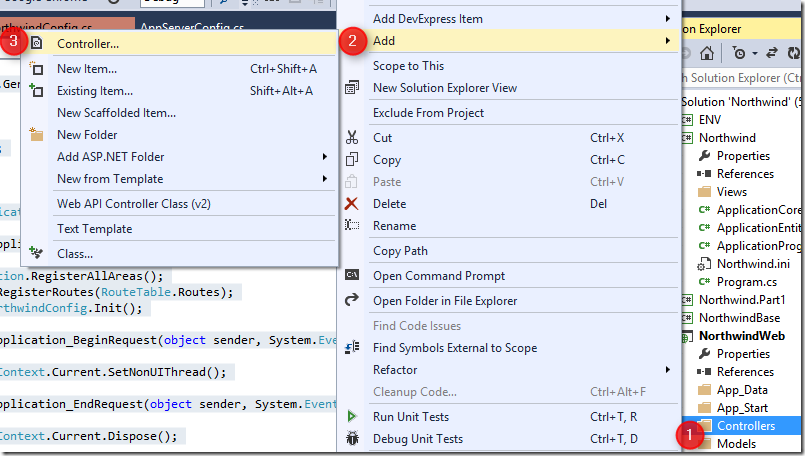 rthwindConfig.cs
AppServerConfig.cs
3
Controller...
New Item... Ctrl+Shift+A
Existing Item... Shift+Alt+A
New Scaffolded Item...
New Folder
Add ASP.NET Folder
New from Template
Web API Controller Class (v2)
Text Template
Class...
2
Add DevExpress Item
Add
Scope to This
New Solution Explorer View
Exclude From Project
Cut Ctrl+X
Copy Ctrl+C
Paste Ctrl+V
Delete Del
Rename
Copy Path
Open Command Prompt
Open Folder in File Explorer
Find Code Issues
Find Symbols External to Scope
Refactor
Cleanup Code... Ctrl+Alt+F
Run Unit Tests Ctrl+T, R
Debug Unit Tests Ctrl+T, D
on Explorer
h Solution Explorer (Ct
Solution 'Northwind' (5
ENV
Northwind
Properties
References
Views
ApplicationCore
ApplicationEntit
ApplicationProg
Northwind.ini
Program.cs
Northwind.Part1
NorthwindBase
NorthwindWeb
Properties
References
App_Data
App_Start
1
Controllers
Models
.Ger
s
icat
pplic
tion.RegisterAllAreas();
RegisterRoutes(RouteTable.Routes);
rthwindConfig.Init();
pplication_BeginRequest(object sender, System.Eve
Context.Current.SetNonUIThread();
pplication_EndRequest(object sender, System.Event
Context.Current.Dispose();